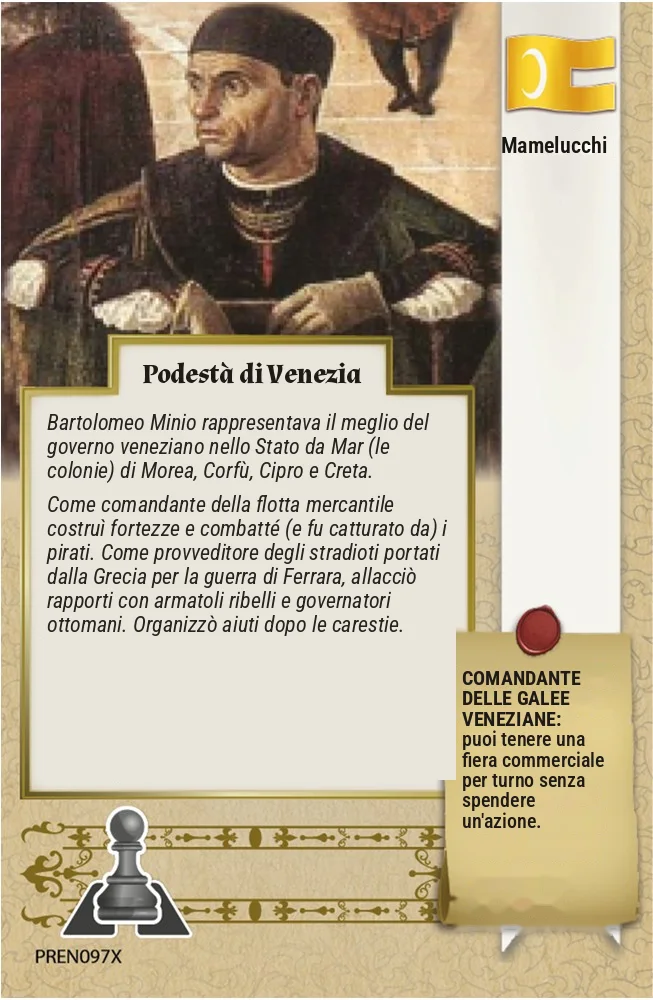 Mamelucchi
Podestà di Venezia
Bartolomeo Minio rappresentava il meglio del
governo veneziano nello Stato da Mar (le
colonie) di Morea, Corfù, Cipro e Creta.
Come comandante della flotta mercantile
costruì fortezze e combatté (e fu catturato da) i
pirati. Come provveditore degli stradioti portati
dalla Grecia per la guerra di Ferrara, allacciò
rapporti con armatoli ribelli e governatori
ottomani. Organizzò aiuti dopo le carestie.
COMANDANTE
DELLE GALEE
VENEZIANE:
puoi tenere una
fiera commerciale
per turno senza
spendere
un'azione.
PREN097X